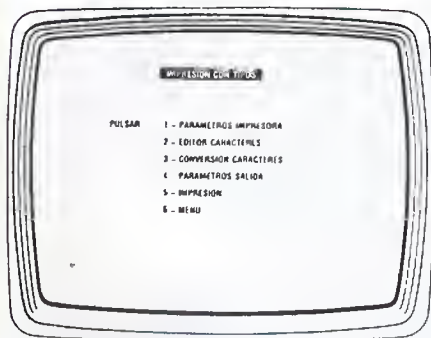 IMPRESION CON TIPOS
PULSAR 1 - PARAMETROS IMPRESORA
2 - EDITOR CARACTERES
3 - CONVERSION CARACTERES
4 PARAMETROS SALIDA
5 - IMPRESION
6 - MENU